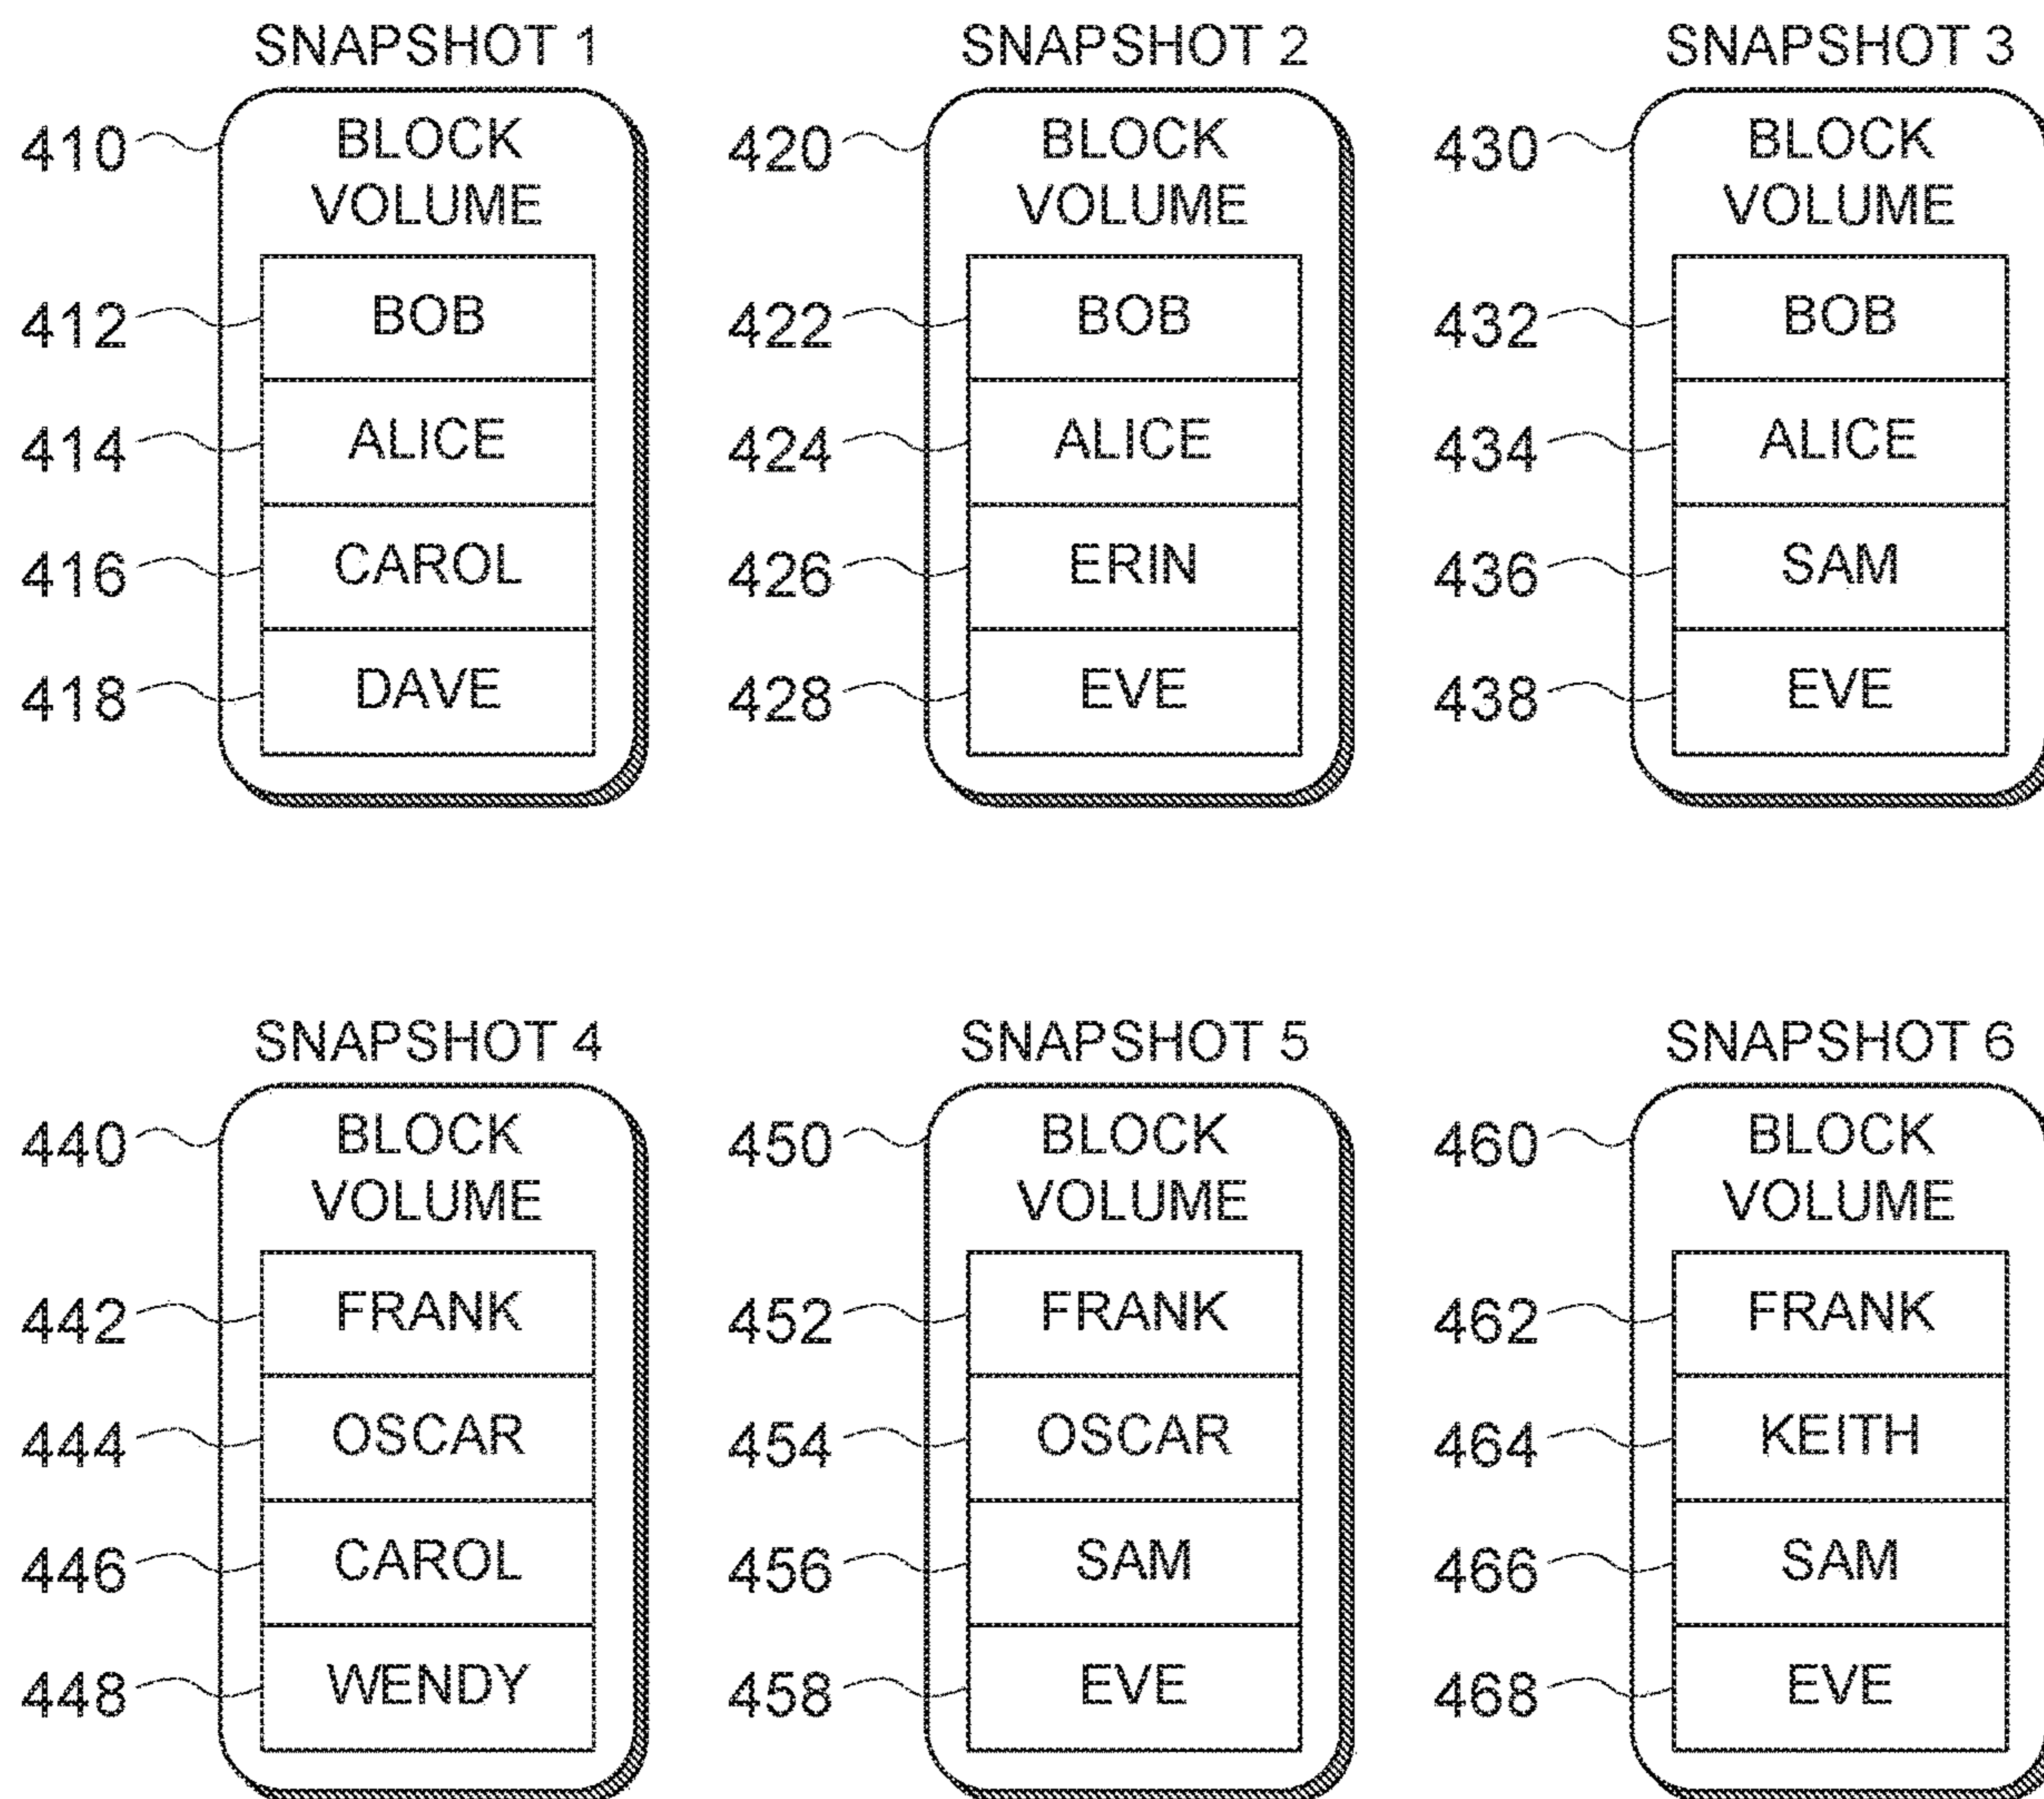 SNAPSHOT 1
410
BLOCK
VOLUME
412
BOB
414
ALICE
416
CAROL
418
DAVE
SNAPSHOT 2
420
BLOCK
VOLUME
422
BOB
424
ALICE
426
ERIN
428
EVE
SNAPSHOT 3
430
BLOCK
VOLUME
432
BOB
434
ALICE
436
SAM
438
EVE
SNAPSHOT 4
440
BLOCK
VOLUME
442
FRANK
444
OSCAR
446
CAROL
448
WENDY
SNAPSHOT 5
450
BLOCK
VOLUME
452
FRANK
454
OSCAR
456
SAM
458
EVE
SNAPSHOT 6
460
BLOCK
VOLUME
462
FRANK
464
KEITH
466
SAM
468
EVE